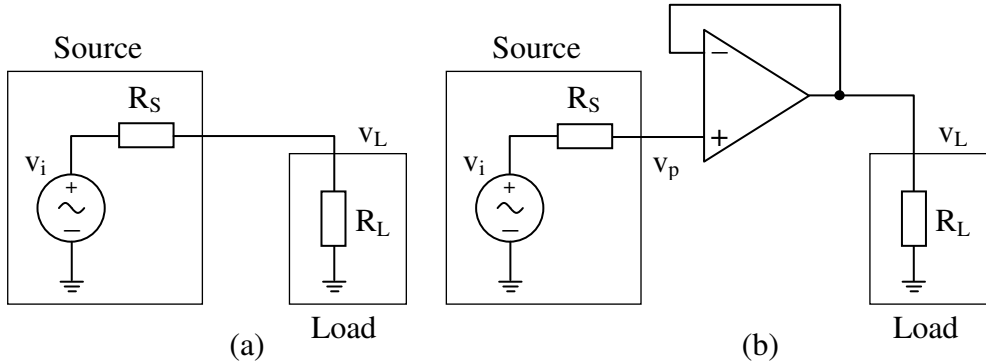 Source
R_S
v_i
+
−
v_L
R_L
Load
(a)
Source
R_S
v_i
+
−
v_p
−
+
v_L
R_L
Load
(b)